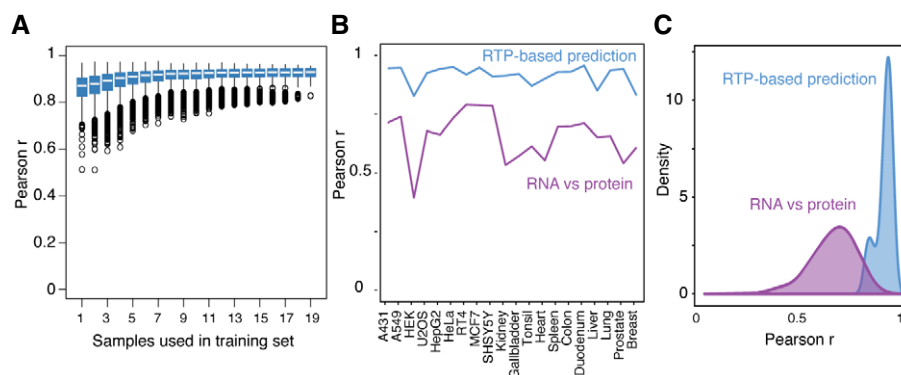 A
1
0.8
0.6
0.4
0.2
0
Pearson r
1
3
5
7
9
11
13
15
17
19
Samples used in training set
B
1
0.5
0
Pearson r
RTP-based prediction
RNA vs protein
A431
A549
HEK
U2OS
HepG2
HeLa
RT4
MCF7
SHSY5Y
Kidney
Gallbladder
Tonsil
Heart
Spleen
Colon
Duodenum
Liver
Lung
Prostate
Breast
C
10
5
0
Density
RTP-based prediction
RNA vs protein
0
0.5
1
Pearson r